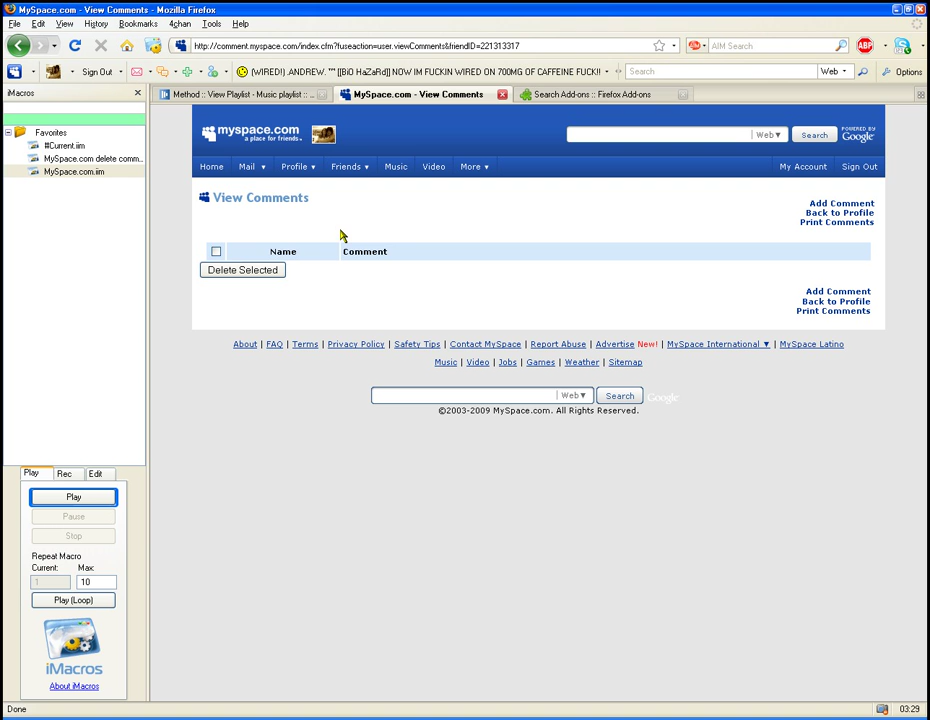 MySpace.com - View Comments - Mozilla Firefox
File Edit View History Bookmarks 4chan Tools Help
http://comment.myspace.com/index.cfm?fuseaction=user.viewComments&friendID=221313317
AIM Search
ABP
Sign Out
(WIRED!) .ANDREW. *** [[BiO HaZaRd]] NOW IM FUCKIN WIRED ON 700MG OF CAFFEINE FUCK!!
Search
Web
Options
iMacros
Method :: View Playlist - Music playlist :: ...
MySpace.com - View Comments
Search Add-ons :: Firefox Add-ons
Favorites
#Current.iim
MySpace.com delete comm...
MySpace.com.iim
myspace.com
a place for friends.
Web▼
Search
POWERED BY
Google
Home Mail ▼ Profile ▼ Friends ▼ Music Video More ▼ My Account Sign Out
View Comments
Add Comment
Back to Profile
Print Comments
Name Comment
Delete Selected
Add Comment
Back to Profile
Print Comments
About | FAQ | Terms | Privacy Policy | Safety Tips | Contact MySpace | Report Abuse | Advertise New! | MySpace International ▼ | MySpace Latino
Music | Video | Jobs | Games | Weather | Sitemap
Web▼
Search
Google
©2003-2009 MySpace.com. All Rights Reserved.
Play Rec Edit
Play
Pause
Stop
Repeat Macro
Current: Max:
1 10
Play (Loop)
iMacros
About iMacros
Done
03:29